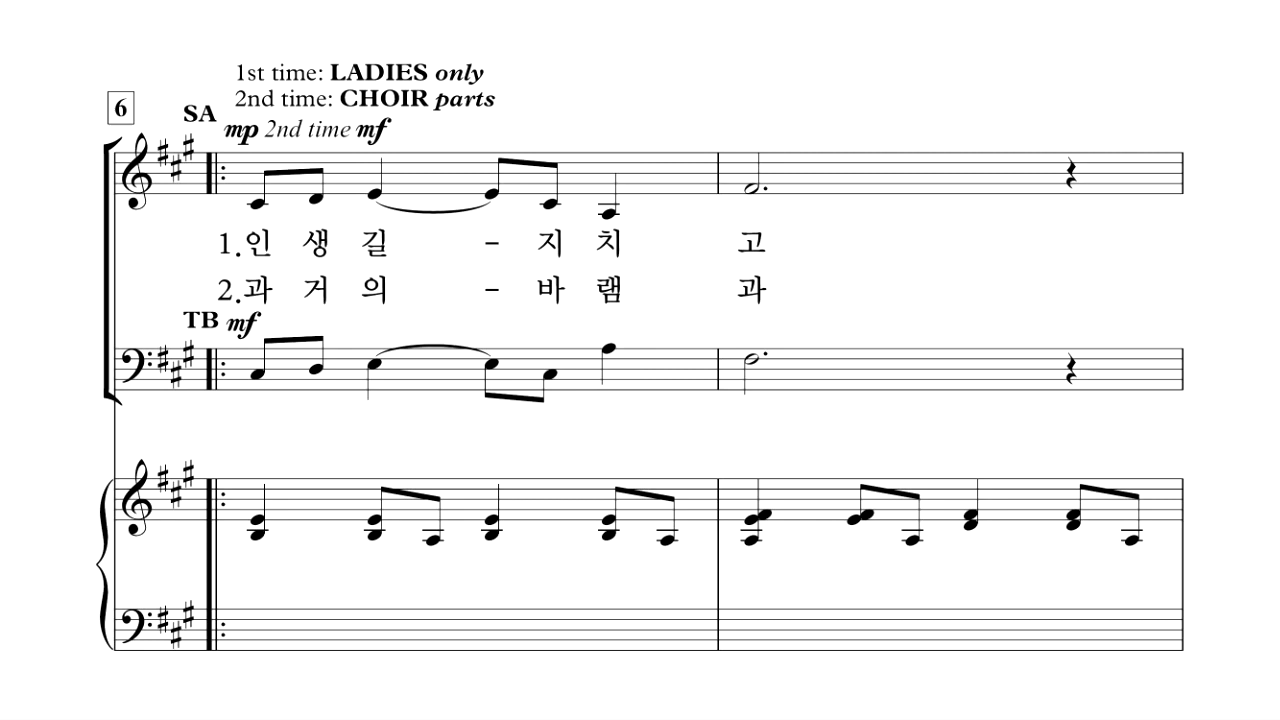 1st time: LADIES only
2nd time: CHOIR parts
6
SA
mp 2nd time mf
1.인 생 길 - 지 치 고
2.과 거 의 - 바 램 과
TB mf